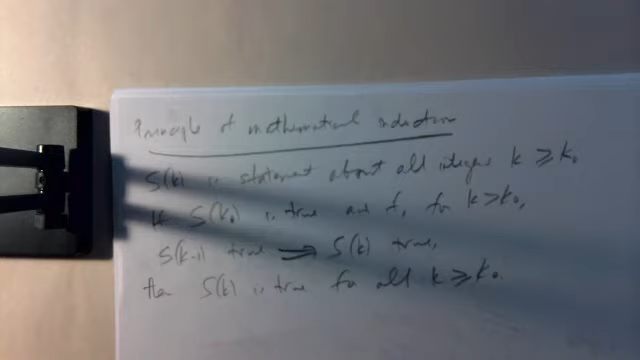 Principle of mathematical induction
S(k) is statement about all integers k ≥ k₀
If S(k₀) is true and if, for k > k₀,
S(k-1) true ⟹ S(k) true,
then S(k) is true for all k ≥ k₀.